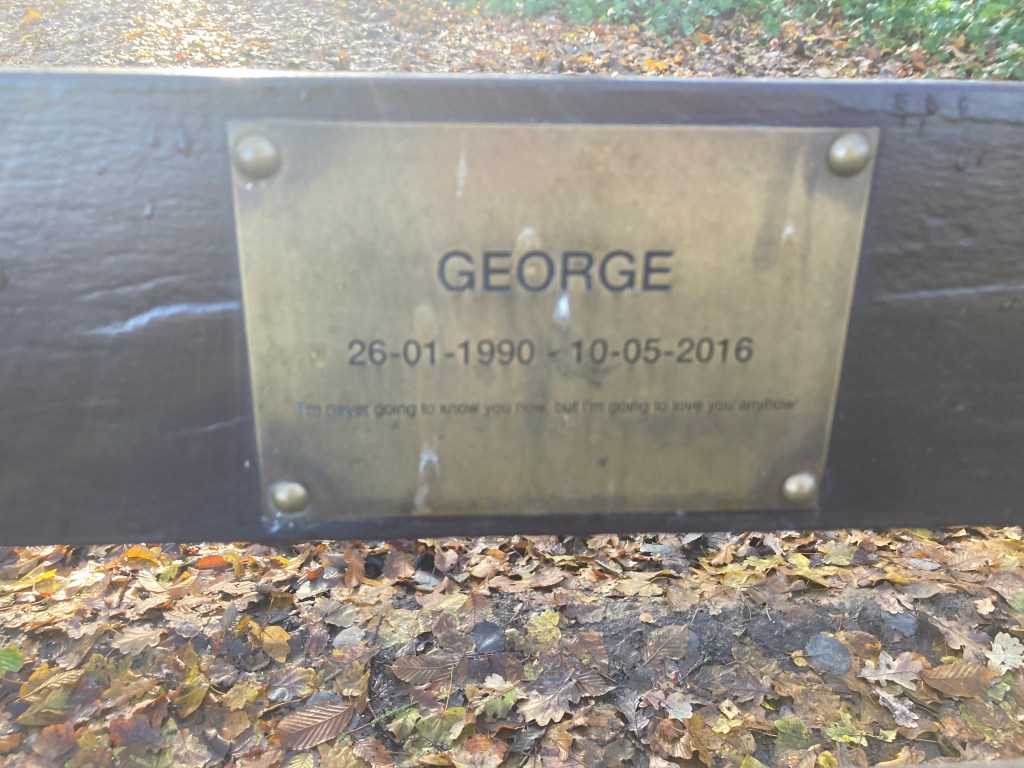 GEORGE
26-01-1990 - 10-05-2016
'I'm never going to know you now, but I'm going to love you anyhow'